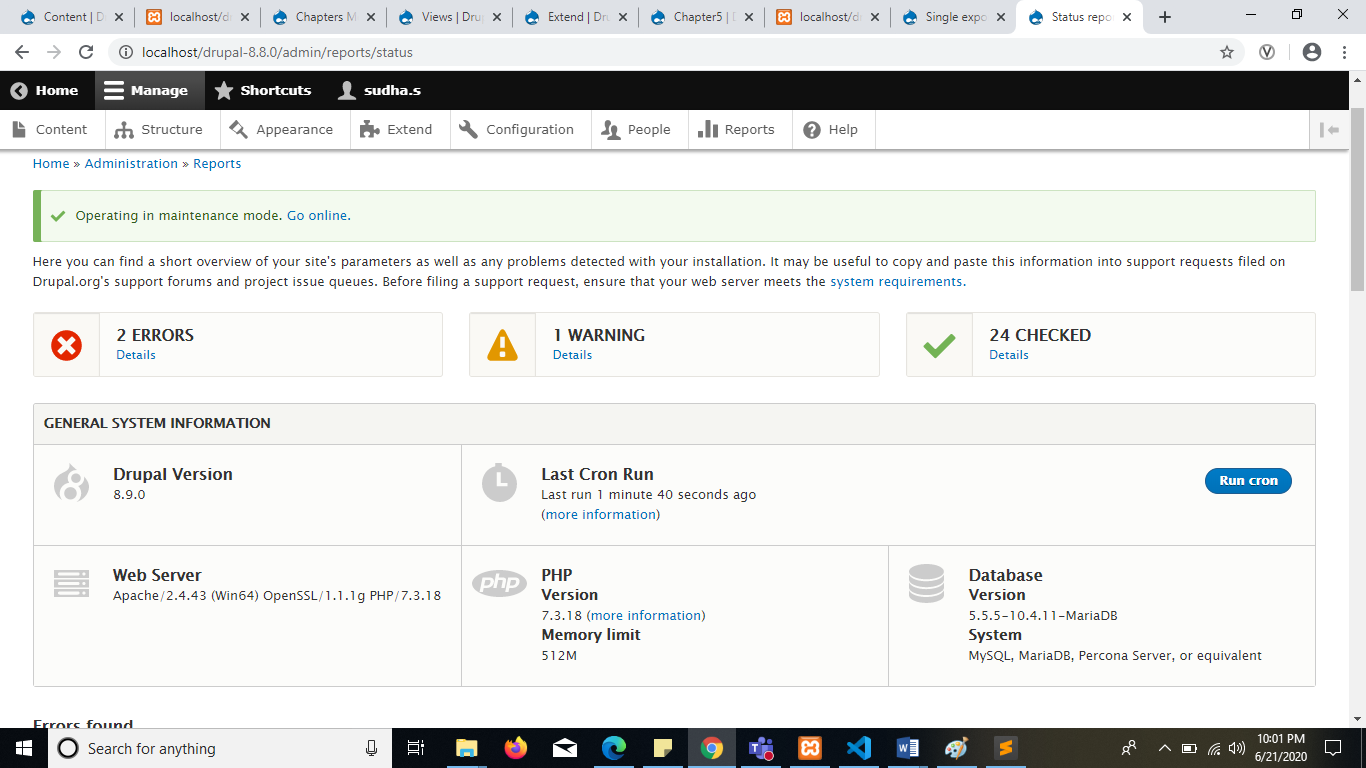 Content | D
localhost/d
Chapters M
Views | Dru
Extend | Dr
Chapter5 | D
localhost/d
Single expo
Status repo
localhost/drupal-8.8.0/admin/reports/status
Home
Manage
Shortcuts
sudha.s
Content
Structure
Appearance
Extend
Configuration
People
Reports
Help
Home » Administration » Reports
Operating in maintenance mode. Go online.
Here you can find a short overview of your site's parameters as well as any problems detected with your installation. It may be useful to copy and paste this information into support requests filed on
Drupal.org's support forums and project issue queues. Before filing a support request, ensure that your web server meets the system requirements.
2 ERRORS
Details
1 WARNING
Details
24 CHECKED
Details
GENERAL SYSTEM INFORMATION
Drupal Version
8.9.0
Last Cron Run
Last run 1 minute 40 seconds ago
(more information)
Run cron
Web Server
Apache/2.4.43 (Win64) OpenSSL/1.1.1g PHP/7.3.18
php
PHP
Version
7.3.18 (more information)
Memory limit
512M
Database
Version
5.5.5-10.4.11-MariaDB
System
MySQL, MariaDB, Percona Server, or equivalent
Errors found
Search for anything
10:01 PM
6/21/2020